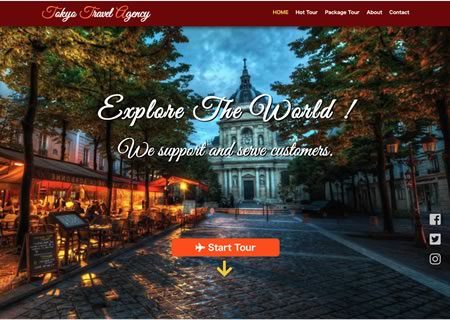 Tokyo Travel Agency
HOME Hot Tour Package Tour About Contact
Explore The World !
We support and serve customers.
Start Tour